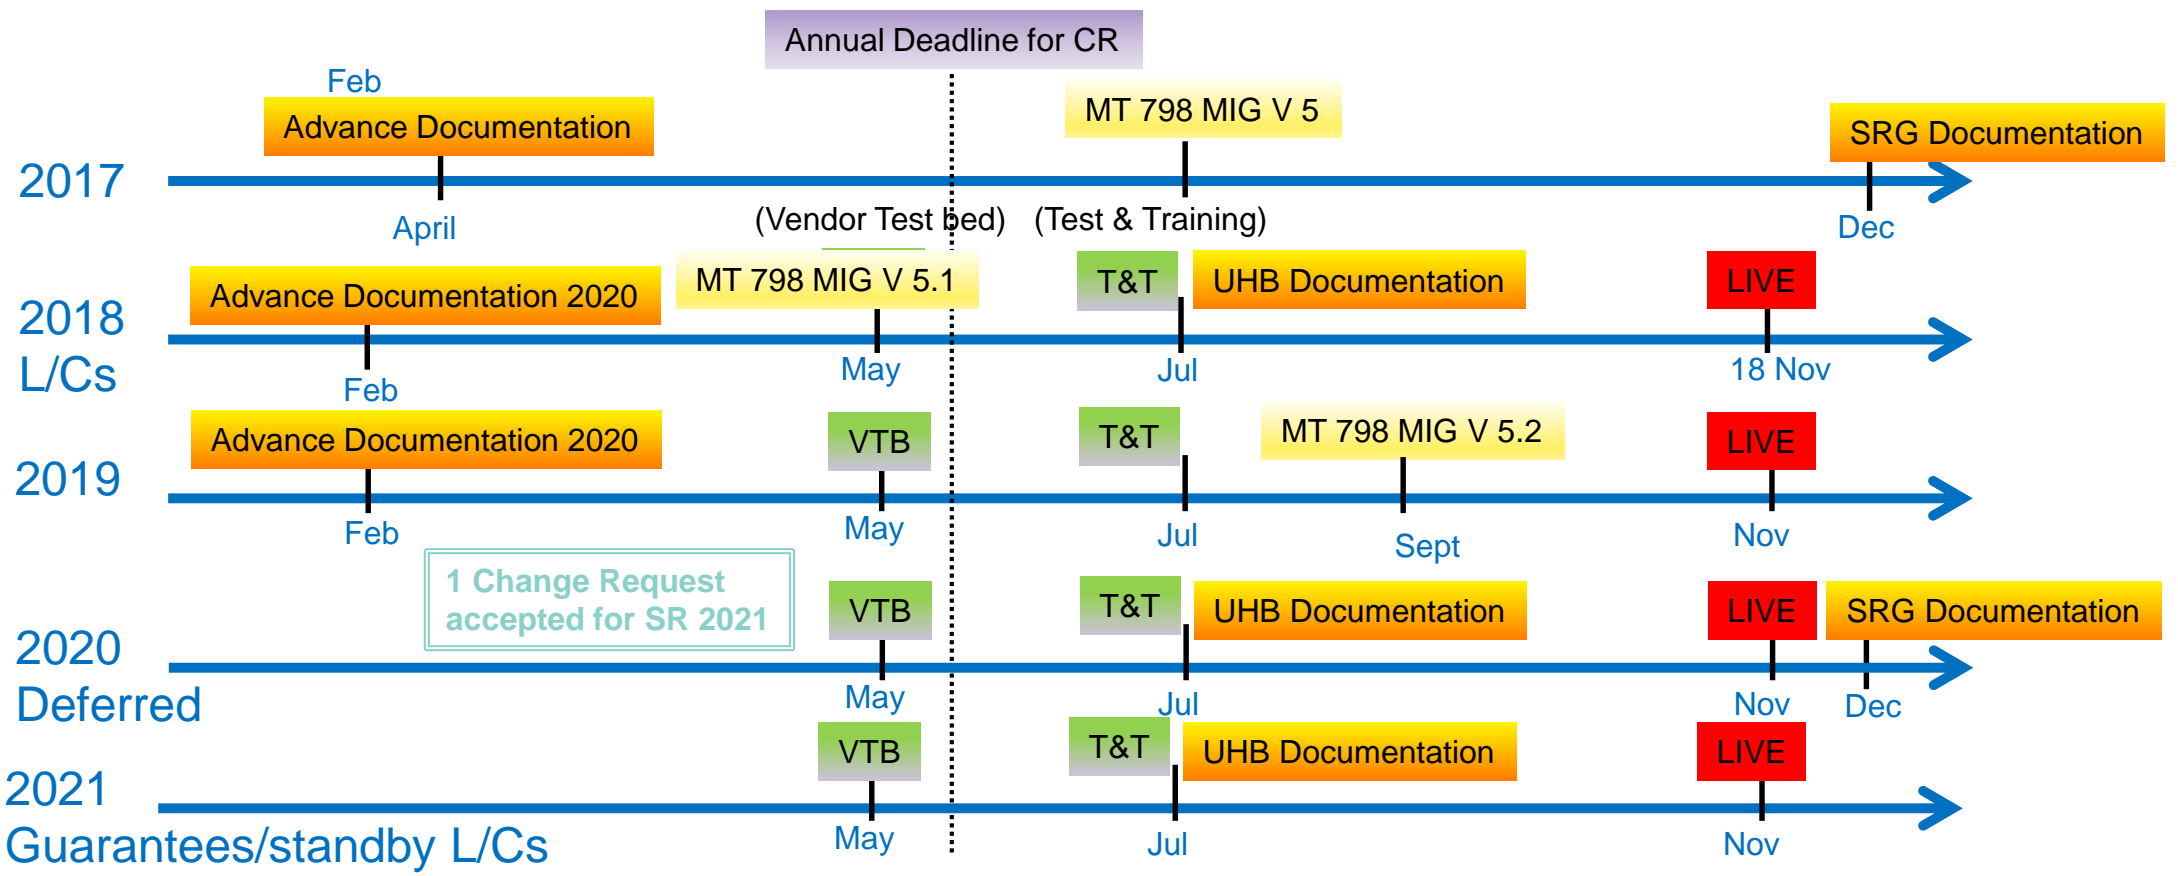 Annual Deadline for CR
Feb
Advance Documentation
MT 798 MIG V 5
SRG Documentation
2017
April
(Vendor Test bed)
(Test & Training)
Dec
Advance Documentation 2020
MT 798 MIG V 5.1
T&T
UHB Documentation
LIVE
2018
L/Cs
Feb
May
Jul
18 Nov
Advance Documentation 2020
VTB
T&T
MT 798 MIG V 5.2
LIVE
2019
Feb
May
Jul
Sept
Nov
1 Change Request
accepted for SR 2021
VTB
T&T
UHB Documentation
LIVE
SRG Documentation
2020
Deferred
May
Jul
Nov
Dec
VTB
T&T
UHB Documentation
LIVE
2021
Guarantees/standby L/Cs
May
Jul
Nov